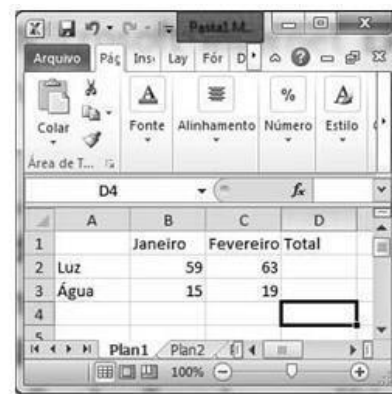 Pasta1.M...
Arquivo Pág Ins Lay Fór D
Colar Fonte Alinhamento Número Estilo
Área de T...
D4 fx
A B C D
1 Janeiro Fevereiro Total
2 Luz 59 63
3 Água 15 19
4
5
Plan1 Plan2
100%